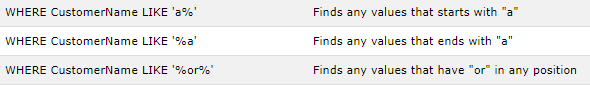 WHERE CustomerName LIKE 'a%' Finds any values that starts with "a"
WHERE CustomerName LIKE '%a' Finds any values that ends with "a"
WHERE CustomerName LIKE '%or%' Finds any values that have "or" in any position